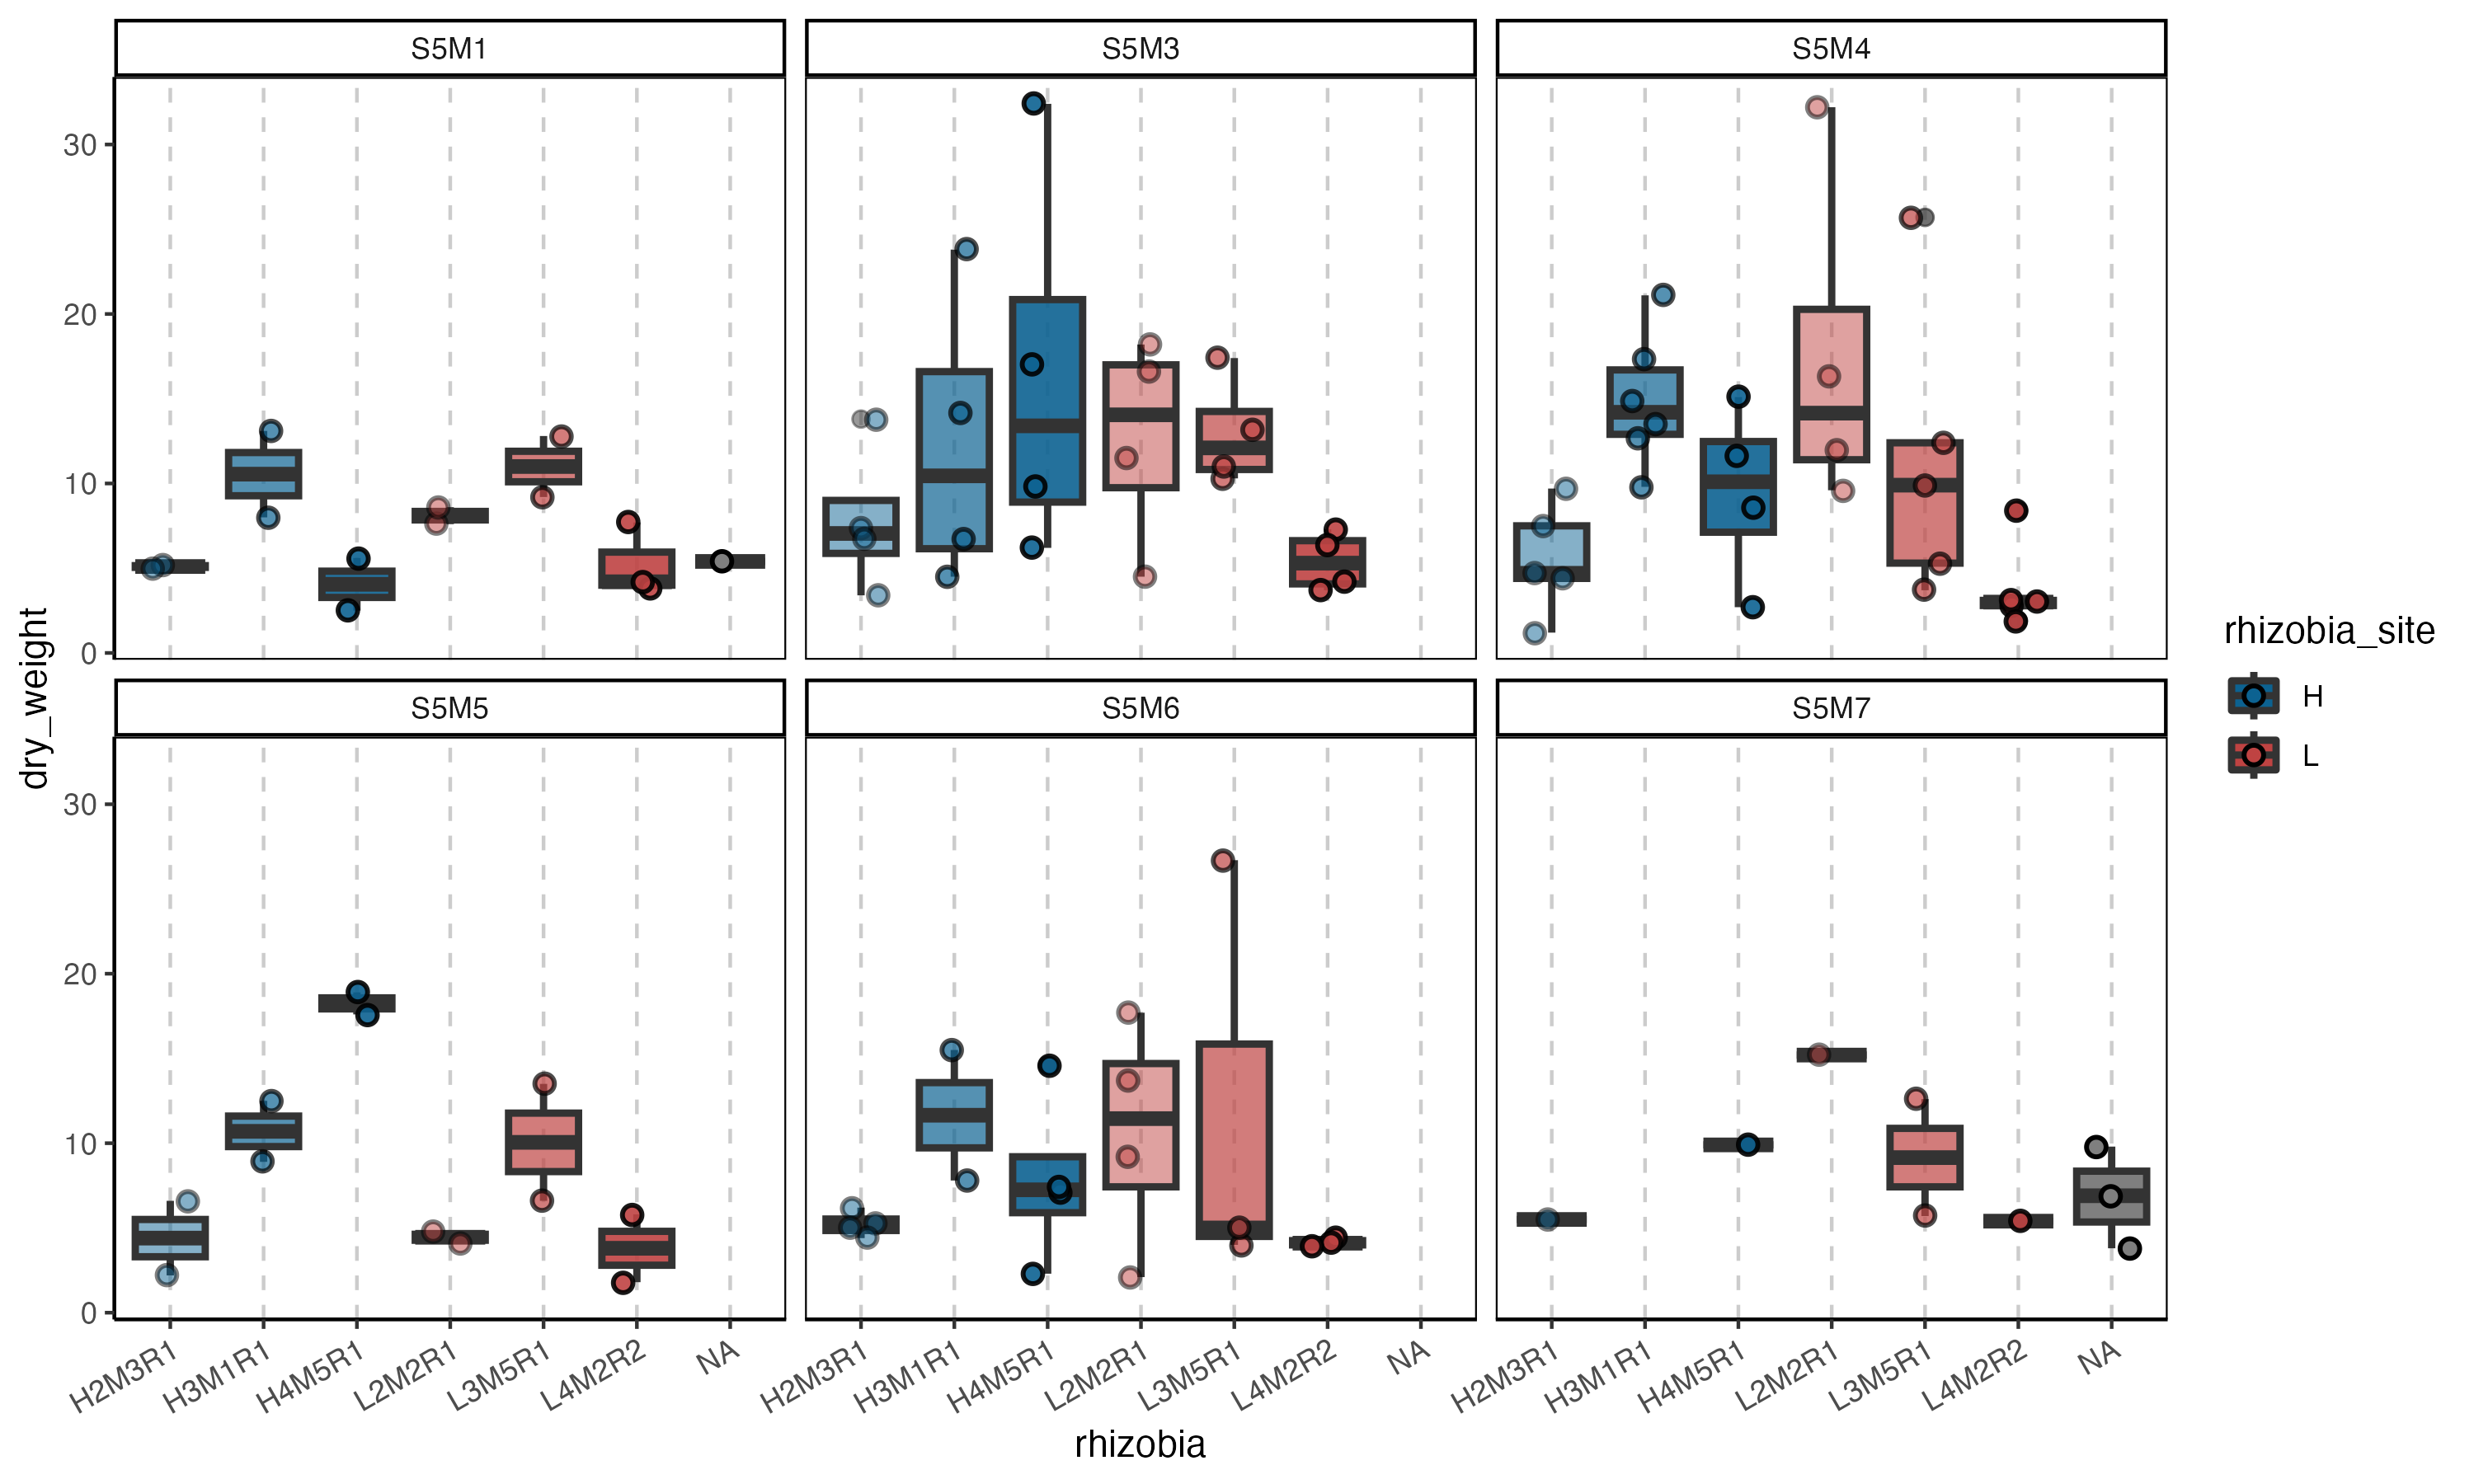 S5M1 S5M3 S5M4
30
20
10
0
S5M5 S5M6 S5M7
30
20
10
0
H2M3R1 H3M1R1 H4M5R1 L2M2R1 L3M5R1 L4M2R2 NA H2M3R1 H3M1R1 H4M5R1 L2M2R1 L3M5R1 L4M2R2 NA H2M3R1 H3M1R1 H4M5R1 L2M2R1 L3M5R1 L4M2R2 NA
rhizobia
dry_weight
rhizobia_site
H
L